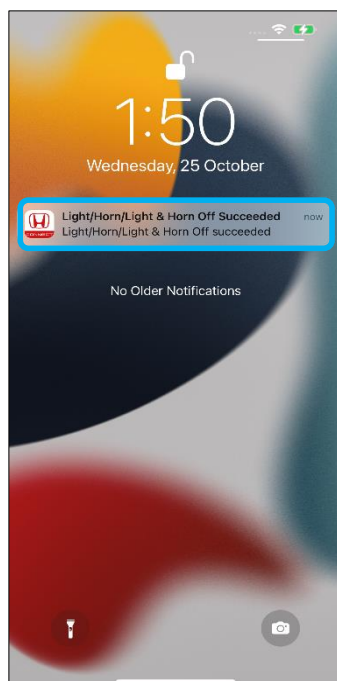 1:50
Wednesday, 25 October
Light/Horn/Light & Horn Off Succeeded now
Light/Horn/Light & Horn Off succeeded
No Older Notifications